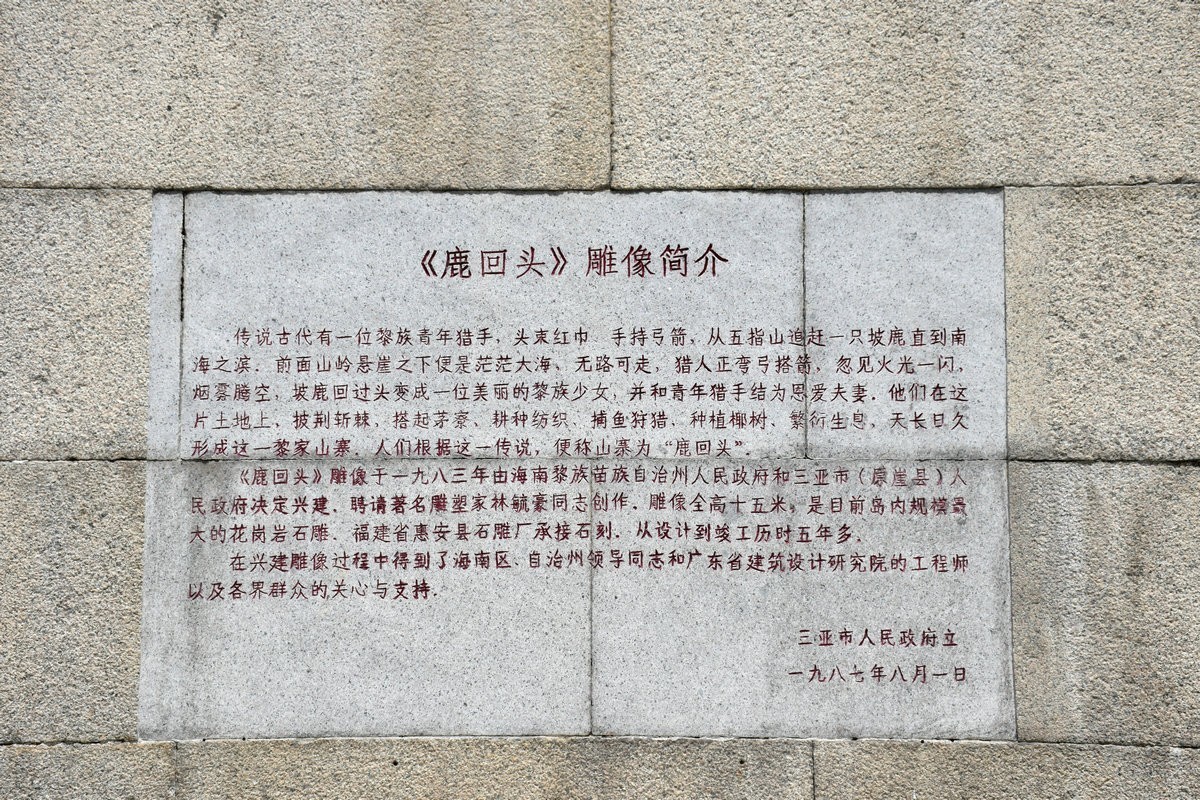 《鹿回头》雕像简介
传说古代有一位黎族青年猎手，头束红巾 手持弓箭，从五指山追赶一只坡鹿直到南
海之滨．前面山岭悬崖之下便是茫茫大海、无路可走，猎人正弯弓搭箭，忽见火光一闪，
烟雾腾空，坡鹿回过头变成一位美丽的黎族少女，并和青年猎手结为恩爱夫妻．他们在这
片土地上，披荆斩棘，搭起茅寮、耕种纺织、捕鱼狩猎、种植椰树、繁衍生息，天长日久
形成这一黎家山寨．人们根据这一传说，便称山寨为“鹿回头”．
《鹿回头》雕像于一九八三年由海南黎族苗族自治州人民政府和三亚市（原崖县）人
民政府决定兴建、聘请著名雕塑家林毓豪同志创作．雕像全高十五米，是目前岛内规模最
大的花岗岩石雕．福建省惠安县石雕厂承接石刻．从设计到竣工历时五年多．
在兴建雕像过程中得到了海南区、自治州领导同志和广东省建筑设计研究院的工程师
以及各界群众的关心与支持．
三亚市人民政府立
一九八七年八月一日